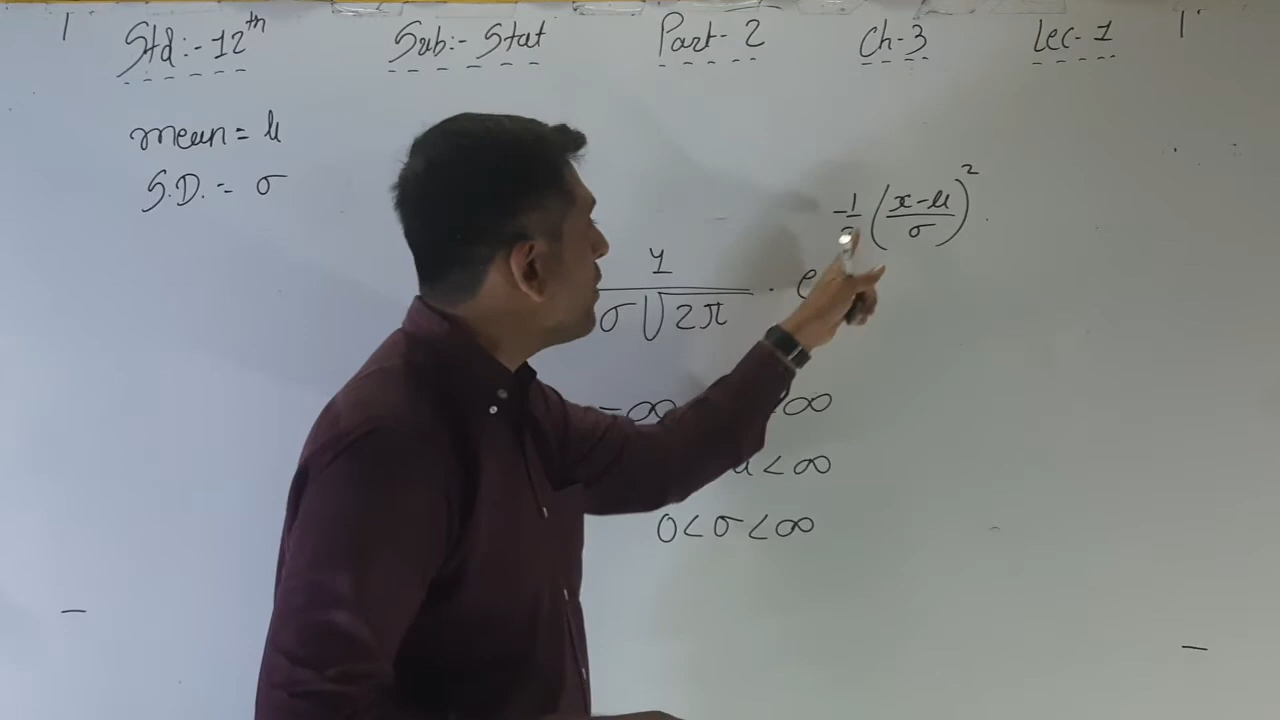 Std:- 12th Sub:- Stat Part- 2 Ch-3 Lec-1
mean = μ
S.D. = σ
1/σ√2π · e -1/2 (x-μ/σ)²
-∞ < ∞
μ < ∞
0 < σ < ∞